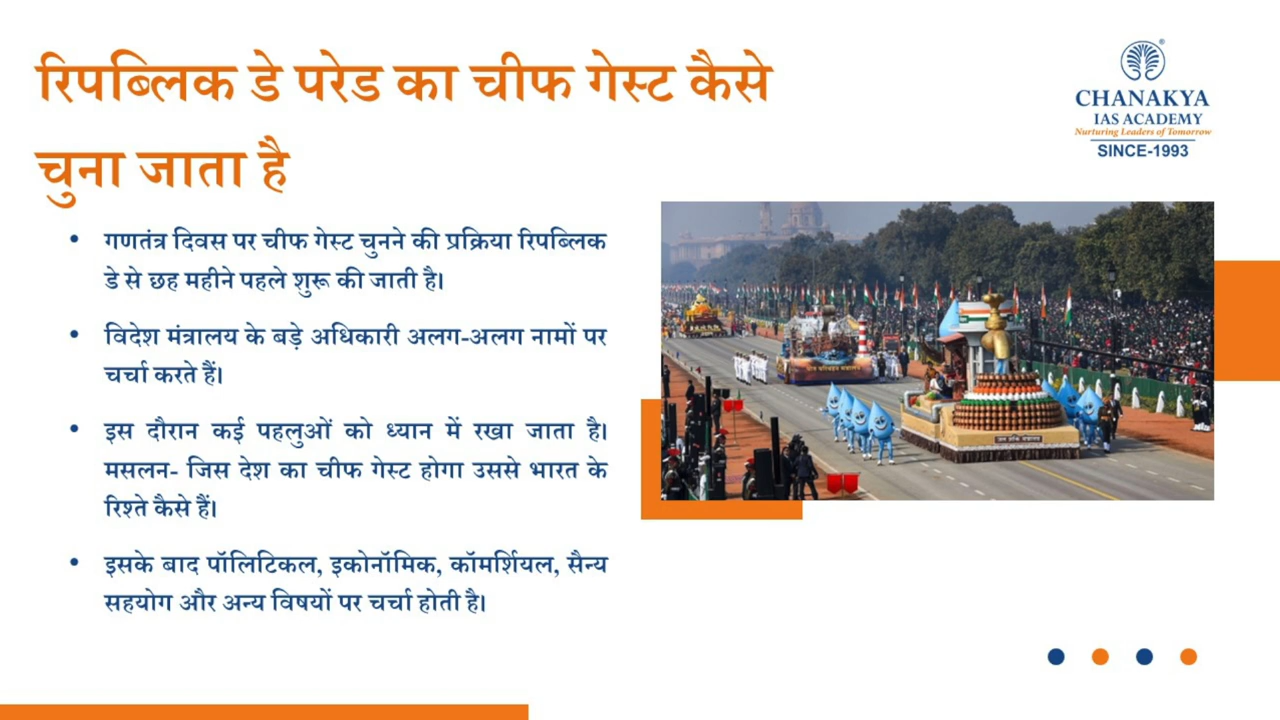 रिपब्लिक डे परेड का चीफ गेस्ट कैसे
चुना जाता है
CHANAKYA
IAS ACADEMY
Nurturing Leaders of Tomorrow
SINCE-1993
• गणतंत्र दिवस पर चीफ गेस्ट चुनने की प्रक्रिया रिपब्लिक
डे से छह महीने पहले शुरू की जाती है।
• विदेश मंत्रालय के बड़े अधिकारी अलग-अलग नामों पर
चर्चा करते हैं।
• इस दौरान कई पहलुओं को ध्यान में रखा जाता है।
मसलन- जिस देश का चीफ गेस्ट होगा उससे भारत के
रिश्ते कैसे हैं।
• इसके बाद पॉलिटिकल, इकोनॉमिक, कॉमर्शियल, सैन्य
सहयोग और अन्य विषयों पर चर्चा होती है।